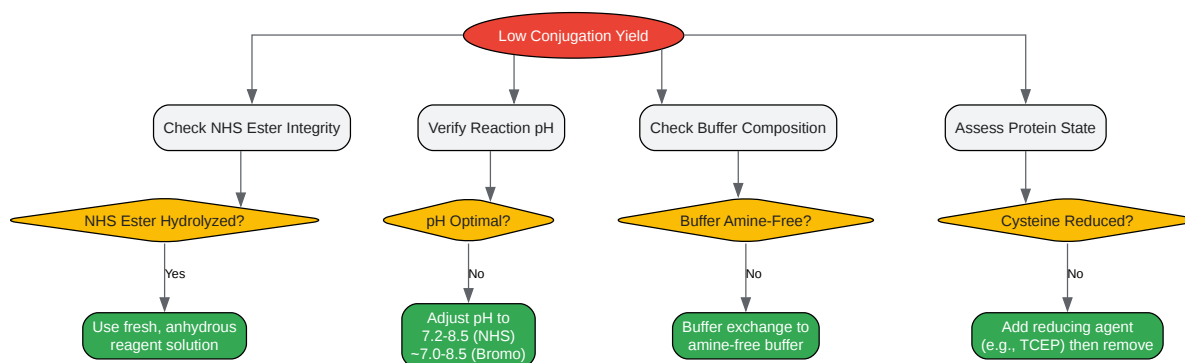 Low Conjugation Yield
Check NHS Ester Integrity
Verify Reaction pH
Check Buffer Composition
Assess Protein State
NHS Ester Hydrolyzed?
pH Optimal?
Buffer Amine-Free?
Cysteine Reduced?
Yes
No
No
No
Use fresh, anhydrous
reagent solution
Adjust pH to
7.2-8.5 (NHS)
~7.0-8.5 (Bromo)
Buffer exchange to
amine-free buffer
Add reducing agent
(e.g., TCEP) then remove